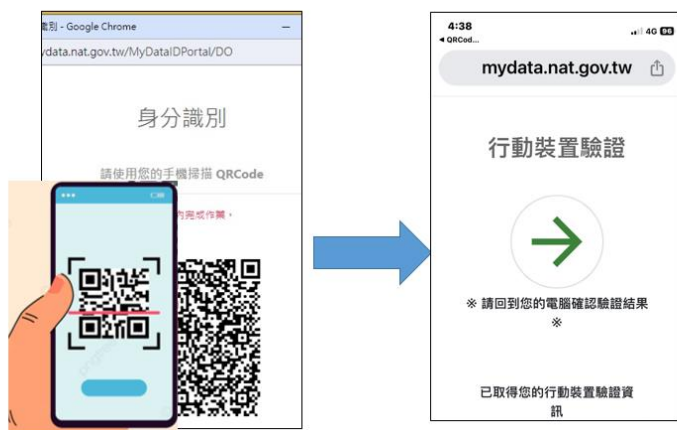 識別 - Google Chrome
ydata.nat.gov.tw/MyDataIDPortal/DO
身分識別
請使用您的手機掃描 QRCode
內完成作業。
4:38
4G 96
QRCod...
mydata.nat.gov.tw
行動裝置驗證
※ 請回到您的電腦確認驗證結果
※
已取得您的行動裝置驗證資
訊